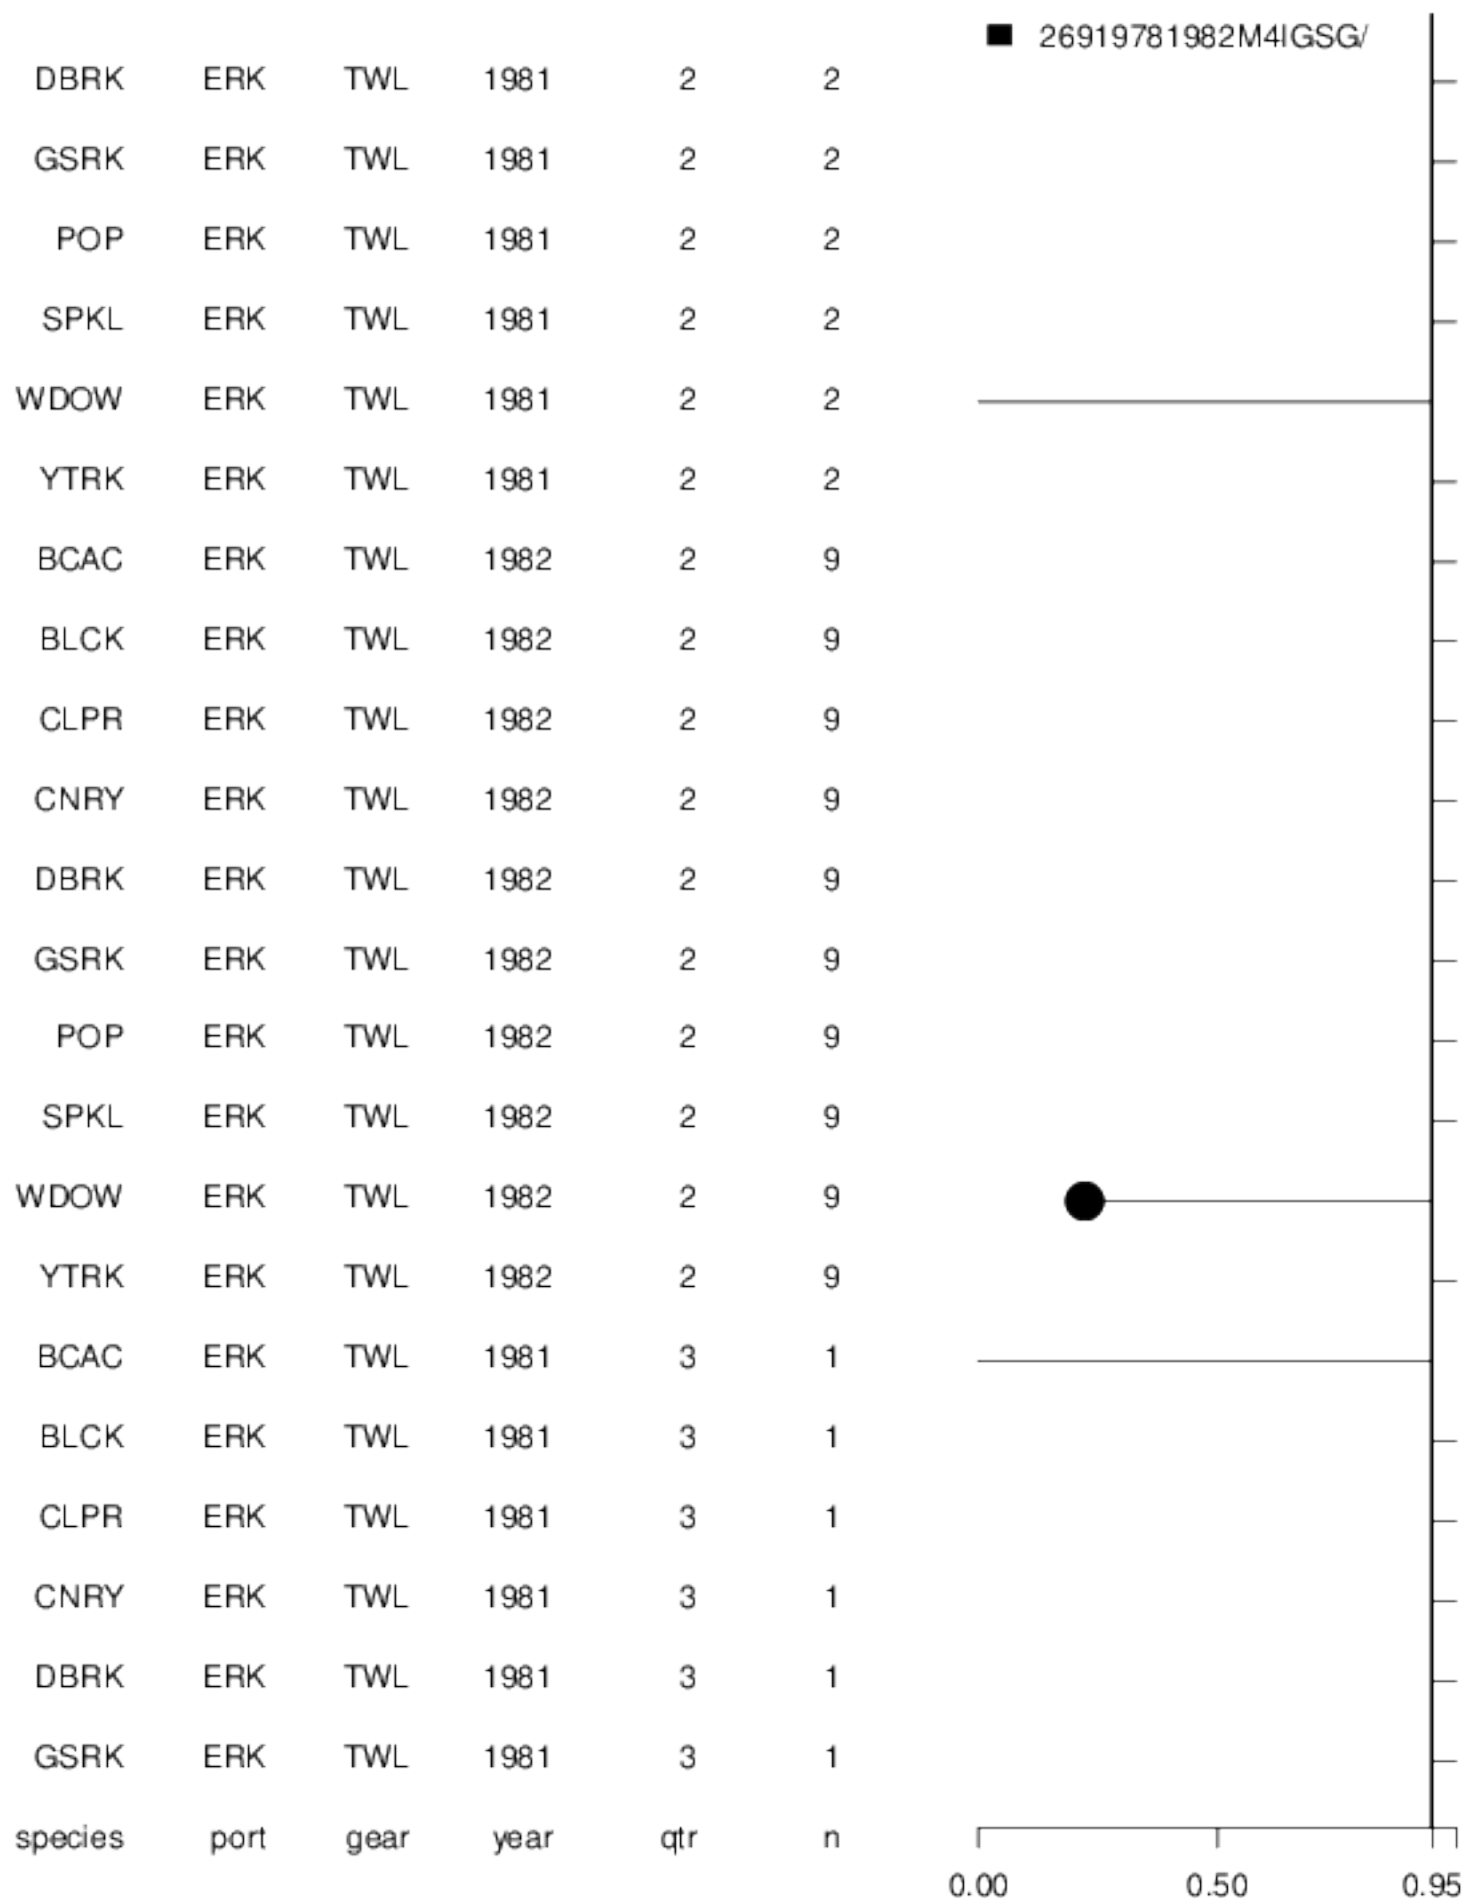 26919781982M4IGSG/
DBRK ERK TWL 1981 2 2
GSRK ERK TWL 1981 2 2
POP ERK TWL 1981 2 2
SPKL ERK TWL 1981 2 2
WDOW ERK TWL 1981 2 2
YTRK ERK TWL 1981 2 2
BCAC ERK TWL 1982 2 9
BLCK ERK TWL 1982 2 9
CLPR ERK TWL 1982 2 9
CNRY ERK TWL 1982 2 9
DBRK ERK TWL 1982 2 9
GSRK ERK TWL 1982 2 9
POP ERK TWL 1982 2 9
SPKL ERK TWL 1982 2 9
WDOW ERK TWL 1982 2 9
YTRK ERK TWL 1982 2 9
BCAC ERK TWL 1981 3 1
BLCK ERK TWL 1981 3 1
CLPR ERK TWL 1981 3 1
CNRY ERK TWL 1981 3 1
DBRK ERK TWL 1981 3 1
GSRK ERK TWL 1981 3 1
species port gear year qtr n
0.00 0.50 0.95